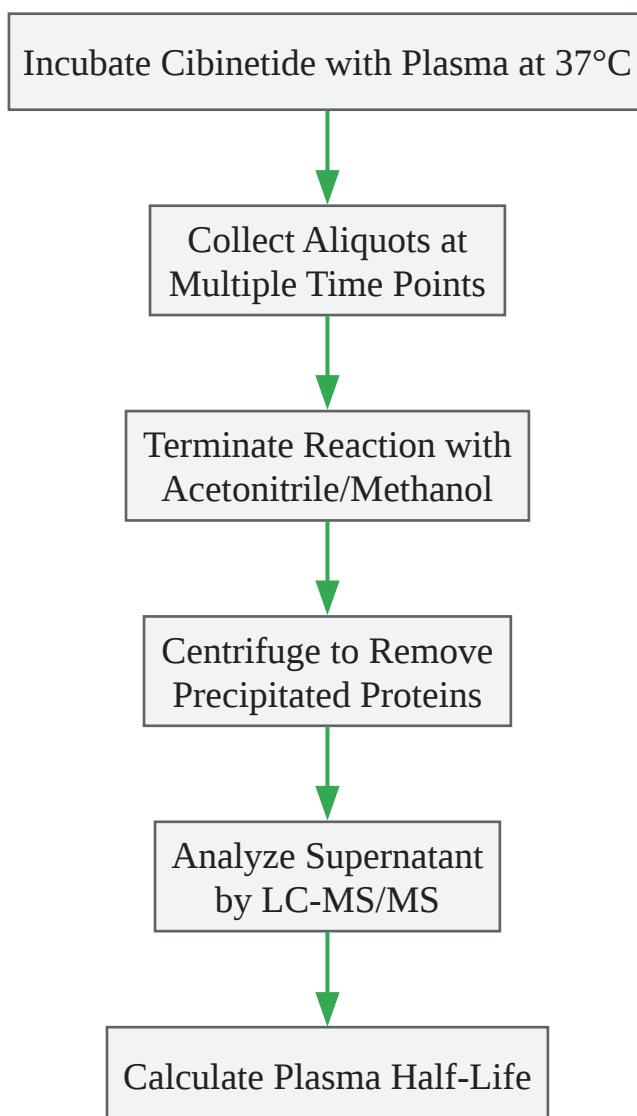 Incubate Cibinetide with Plasma at 37°C
Collect Aliquots at
Multiple Time Points
Terminate Reaction with
Acetonitrile/Methanol
Centrifuge to Remove
Precipitated Proteins
Analyze Supernatant
by LC-MS/MS
Calculate Plasma Half-Life